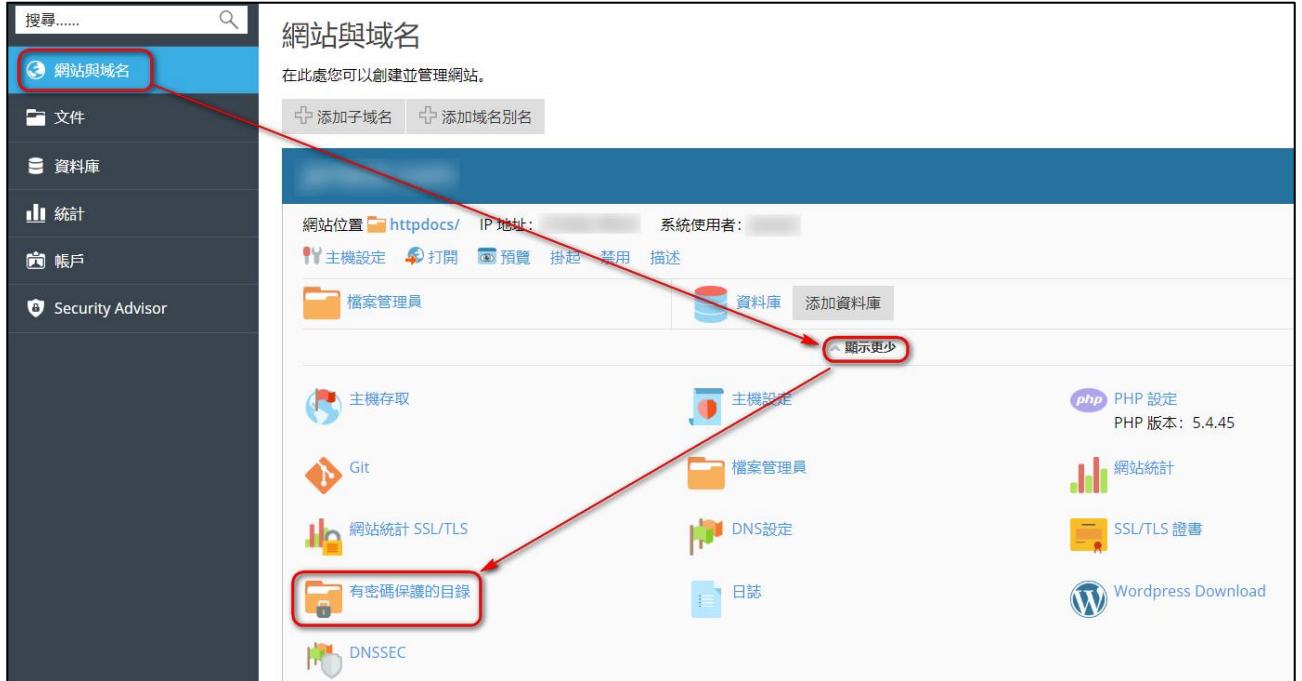 搜尋......
網站與域名
文件
資料庫
統計
帳戶
Security Advisor
網站與域名
在此處您可以創建並管理網站。
添加子域名 添加域名別名
網站位置 httpdocs/ IP 地址： 系統使用者：
主機設定 打開 預覽 掛起 禁用 描述
檔案管理員 資料庫 添加資料庫
顯示更少
主機存取 主機設定 PHP 設定
PHP 版本：5.4.45
Git 檔案管理員 網站統計
網站統計 SSL/TLS DNS設定 SSL/TLS 證書
有密碼保護的目錄 日誌 Wordpress Download
DNSSEC
php